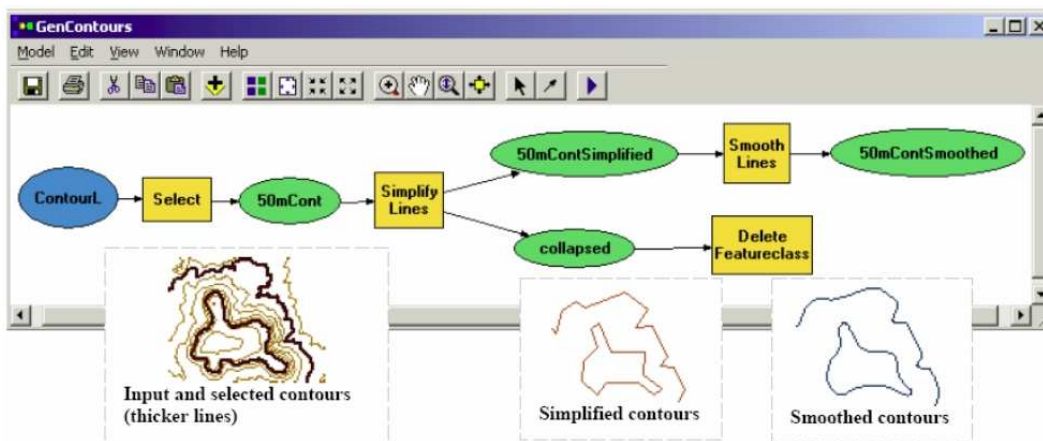 GenContours
Model Edit View Window Help
ContourL
Select
50mCont
Simplify
Lines
50mContSimplified
Smooth
Lines
50mContSmoothed
collapsed
Delete
Featureclass
Input and selected contours
(thicker lines)
Simplified contours
Smoothed contours